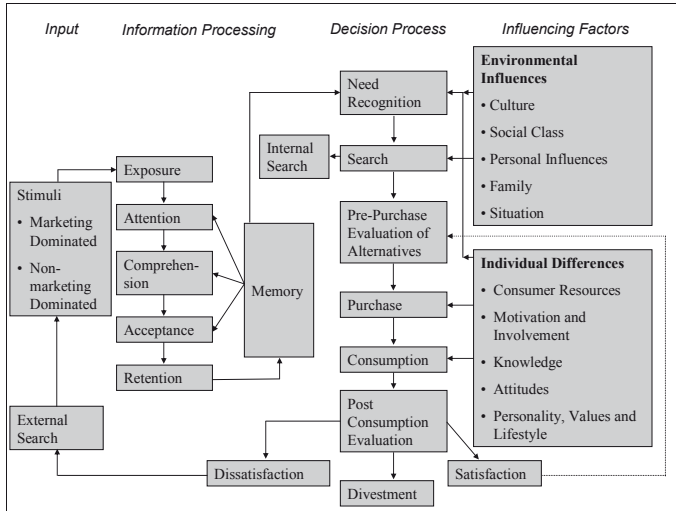 Input
Information Processing
Decision Process
Influencing Factors
Stimuli
• Marketing
Dominated
• Non-
marketing
Dominated
External
Search
Exposure
Attention
Comprehen-
sion
Acceptance
Retention
Memory
Need
Recognition
Internal
Search
Search
Pre-Purchase
Evaluation of
Alternatives
Purchase
Consumption
Post
Consumption
Evaluation
Dissatisfaction
Satisfaction
Divestment
Environmental
Influences
• Culture
• Social Class
• Personal Influences
• Family
• Situation
Individual Differences
• Consumer Resources
• Motivation and
Involvement
• Knowledge
• Attitudes
• Personality, Values and
Lifestyle